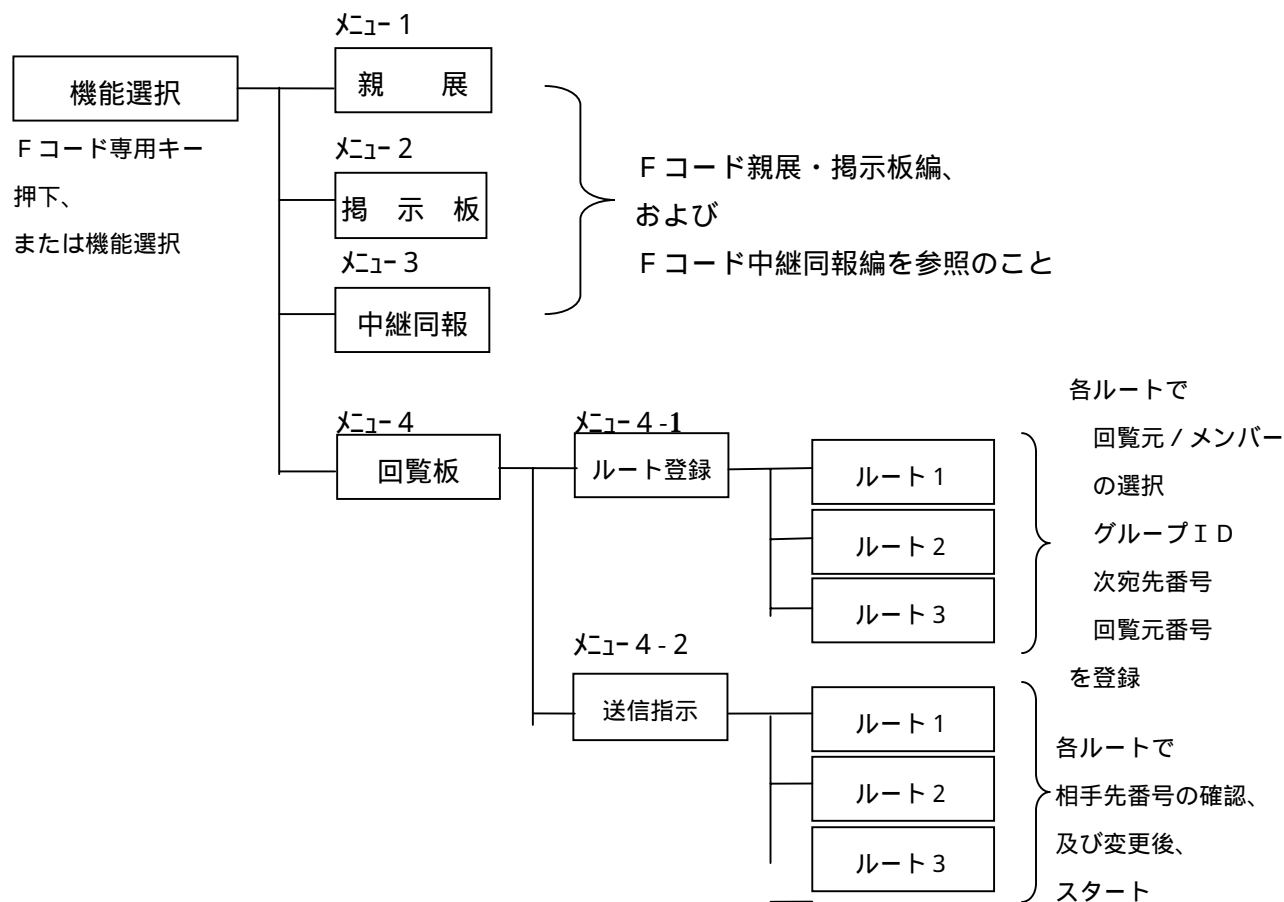 機能選択
Ｆコード専用キー
押下、
または機能選択
ﾒﾆｭｰ 1
親　　展
ﾒﾆｭｰ 2
掲　示　板
ﾒﾆｭｰ 3
中継同報
Ｆコード親展・掲示板編、
および
Ｆコード中継同報編を参照のこと
ﾒﾆｭｰ 4
回覧板
ﾒﾆｭｰ 4 -1
ルート登録
ルート 1
ルート 2
ルート 3
各ルートで
回覧元 / メンバー
の選択
グループＩＤ
次宛先番号
回覧元番号
を登録
ﾒﾆｭｰ 4 - 2
送信指示
ルート 1
ルート 2
ルート 3
各ルートで
相手先番号の確認、
及び変更後、
スタート